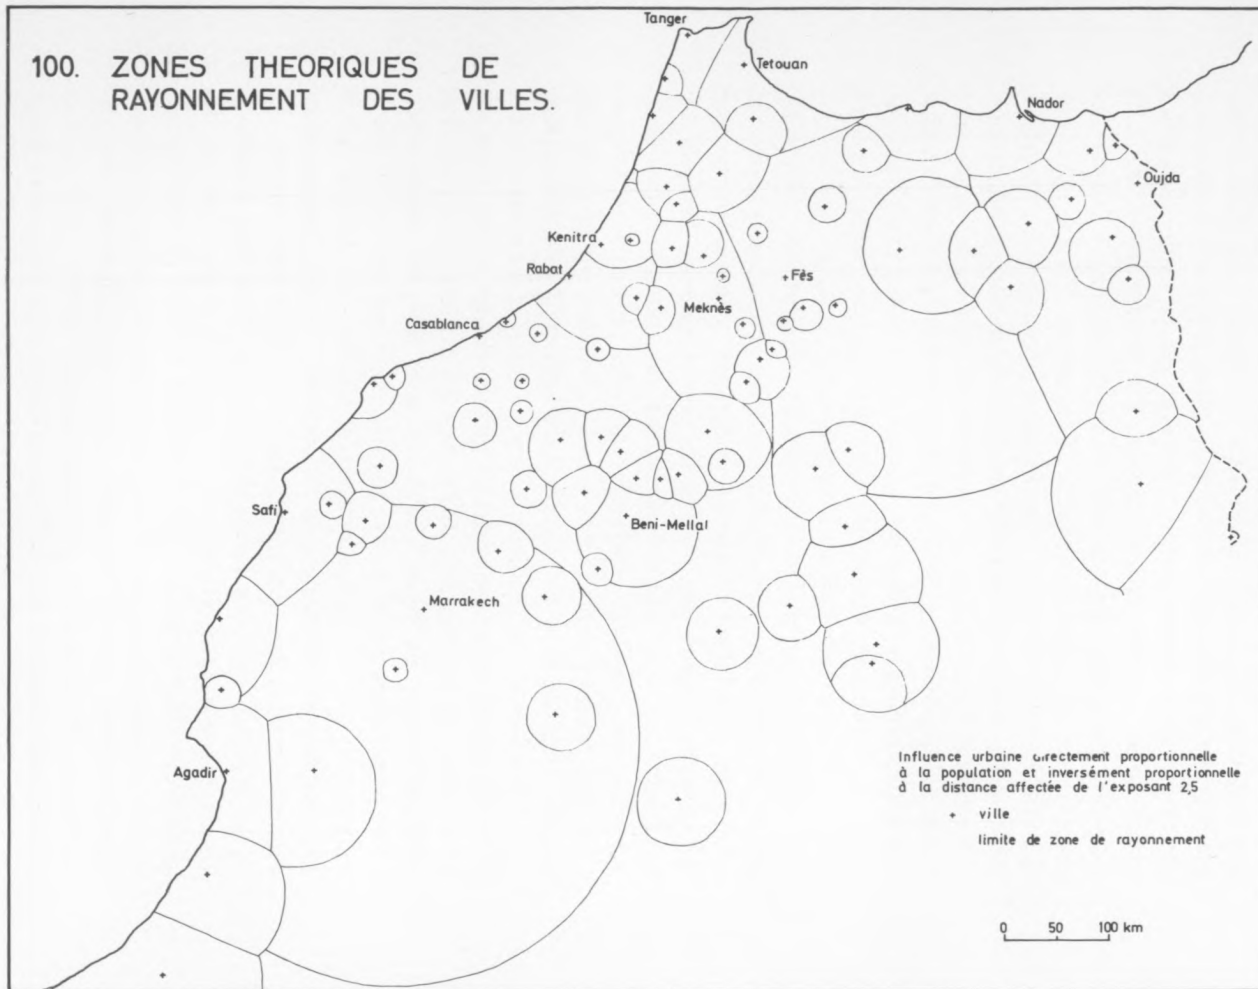 100. ZONES THEORIQUES DE
RAYONNEMENT DES VILLES.
Tanger
Tetouan
Nador
Oujda
Kenitra
Rabat
Fès
Meknès
Casablanca
Safi
Beni-Mellal
Marrakech
Agadir
Influence urbaine directement proportionnelle
à la population et inversément proportionnelle
à la distance affectée de l'exposant 2,5
+ ville
limite de zone de rayonnement
0 50 100 km